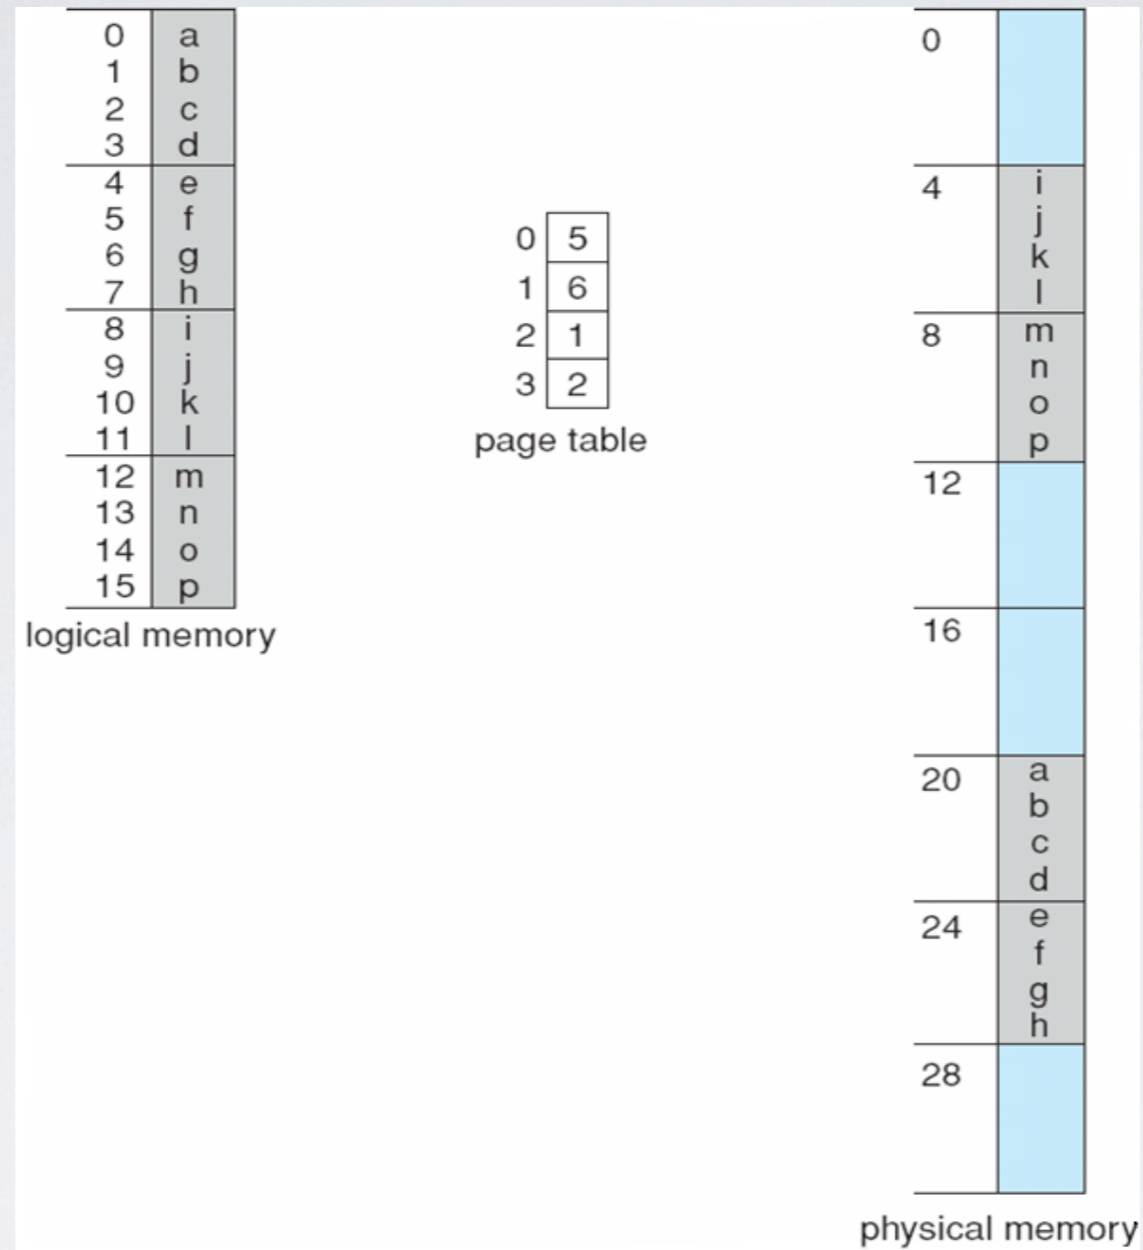 0 a
1 b
2 c
3 d
4 e
5 f
6 g
7 h
8 i
9 j
10 k
11 l
12 m
13 n
14 o
15 p
logical memory
0 5
1 6
2 1
3 2
page table
0
4 i
j
k
l
8 m
n
o
p
12
16
20 a
b
c
d
24 e
f
g
h
28
physical memory